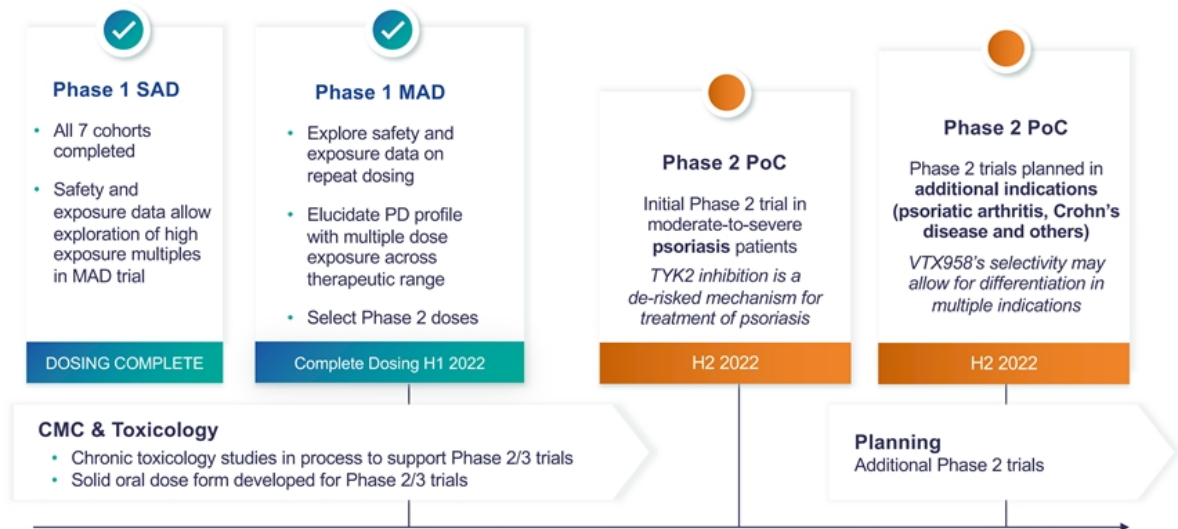 Phase 1 SAD
• All 7 cohorts
completed
• Safety and
exposure data allow
exploration of high
exposure multiples
in MAD trial
DOSING COMPLETE
Phase 1 MAD
• Explore safety and
exposure data on
repeat dosing
• Elucidate PD profile
with multiple dose
exposure across
therapeutic range
• Select Phase 2 doses
Complete Dosing H1 2022
Phase 2 PoC
Initial Phase 2 trial in
moderate-to-severe
psoriasis patients
TYK2 inhibition is a
de-risked mechanism for
treatment of psoriasis
H2 2022
Phase 2 PoC
Phase 2 trials planned in
additional indications
(psoriatic arthritis, Crohn's
disease and others)
VTX958's selectivity may
allow for differentiation in
multiple indications
H2 2022
CMC & Toxicology
• Chronic toxicology studies in process to support Phase 2/3 trials
• Solid oral dose form developed for Phase 2/3 trials
Planning
Additional Phase 2 trials